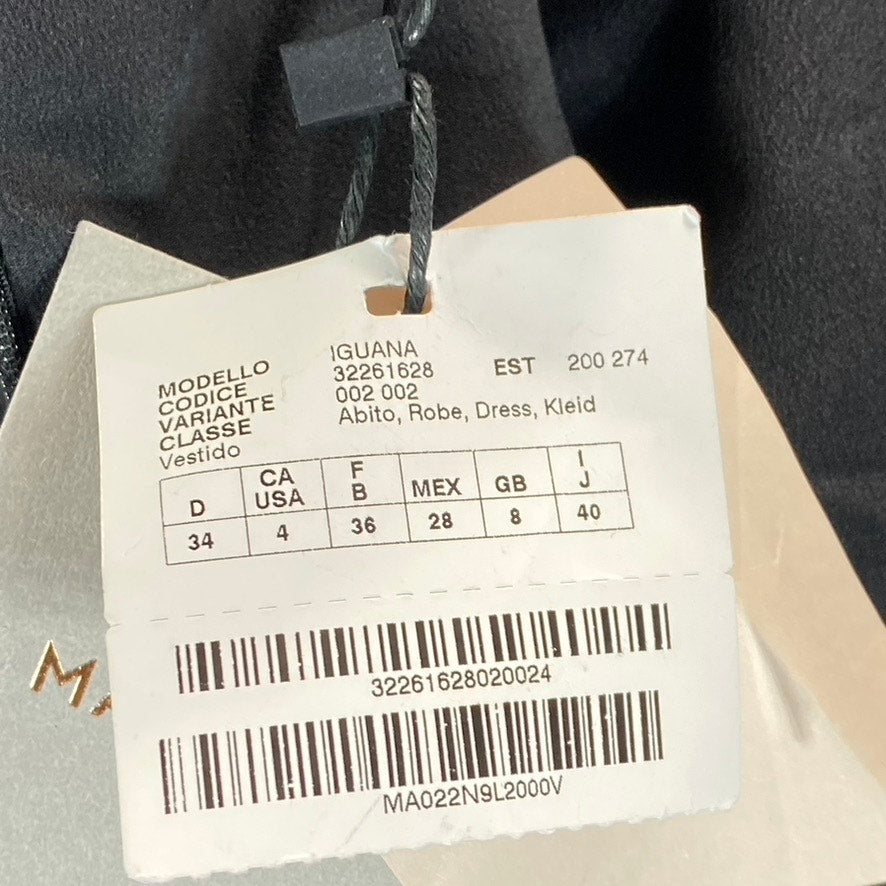 MODELLO IGUANA
CODICE 32261628 EST 200 274
VARIANTE 002 002
CLASSE Abito, Robe, Dress, Kleid
Vestido
D CA USA F B MEX GB I J
34 4 36 28 8 40
32261628020024
MA022N9L2000V
MA